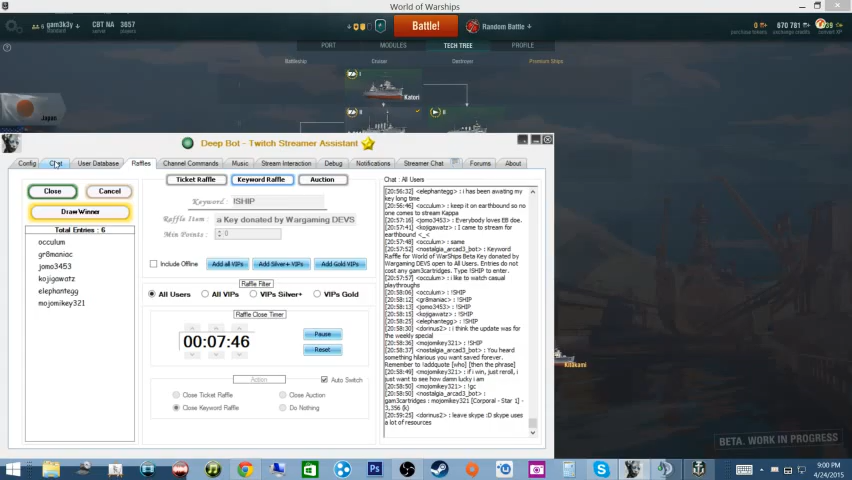 World of Warships
gam3k3y
standard
CBT NA
server
3657
players
Battle!
Random Battle
670 781
39
PORT
MODULES
TECH TREE
PROFILE
Battleship
Cruiser
Destroyer
Premium Ships
Katori
Japan
Deep Bot - Twitch Streamer Assistant
Config
Chat
User Database
Raffles
Channel Commands
Music
Stream Interaction
Debug
Notifications
Streamer Chat
Forums
About
Close
Cancel
Draw Winner
Total Entries : 6
occulum
gr8maniac
jomo3453
kojigawatz
elephantegg
mojomikey321
Ticket Raffle
Keyword Raffle
Auction
Keyword: !SHIP
Raffle Item: a Key donated by Wargaming DEVS
Min Points: 0
Include Offline
Add all VIPs
Add Silver+ VIPs
Add Gold VIPs
Raffle Filter
All Users
All VIPs
VIPs Silver+
VIPs Gold
Raffle Close Timer
00:07:46
Pause
Reset
Action
Auto Switch
Close Ticket Raffle
Close Auction
Close Keyword Raffle
Do Nothing
Chat : All Users
[20:56:32] <elephantegg> : i has been awating my
key long time
[20:56:46] <occulum> : keep it on earthbound so no
one comes to stream Kappa
[20:57:16] <jomo3453> : Everybody loves EB doe.
[20:57:41] <kojigawatz> : I came to stream for
earthbound <_<
[20:57:48] <occulum> : same
[20:57:52] <nostalgia_arcad3_bot> : Keyword
Raffle for World of WarShips Beta Key donated by
Wargaming DEVS open to All Users. Entries do not
cost any gam3cartridges. Type !SHIP to enter.
[20:57:57] <occulum> : i like to watch casual
playthroughs
[20:58:06] <occulum> : !SHIP
[20:58:12] <gr8maniac> : !SHIP
[20:58:13] <jomo3453> : !SHIP
[20:58:15] <kojigawatz> : !SHIP
[20:58:25] <elephantegg> : !SHIP
[20:58:30] <dorinus2> : i think the update was for
the weekly special
[20:58:36] <mojomikey321> : !SHIP
[20:58:37] <nostalgia_arcad3_bot> : You heard
something hilarious you want saved forever.
Remember to !addquote [who] [then the phrase]
[20:58:49] <mojomikey321> : if i win, just reroll, i
just want to see how damn lucky i am
[20:58:50] <mojomikey321> : !gc
[20:58:50] <nostalgia_arcad3_bot> :
gam3cartridges : mojomikey321 [Corporal - Star 1] -
3,356 (k)
[20:59:25] <dorinus2> : leave skype :D skype uses
a lot of resources
Kitakami
BETA. WORK IN PROGRESS
9:00 PM
4/24/2015